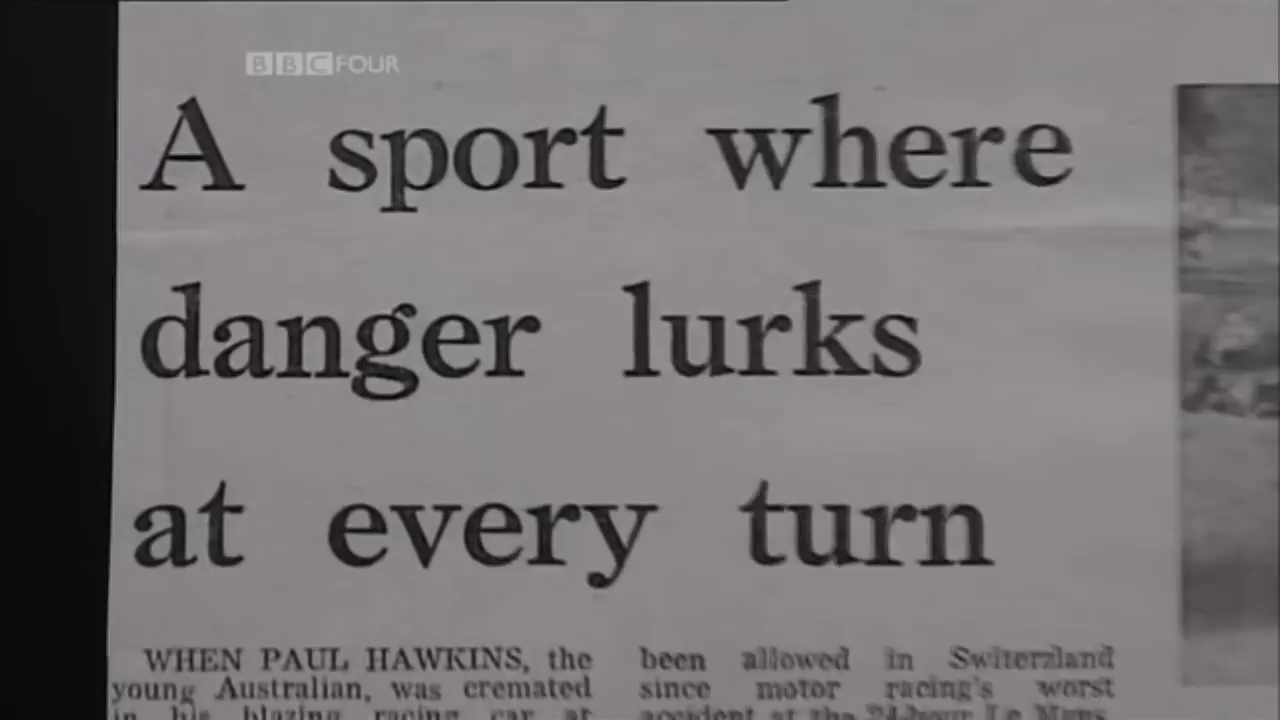 BBC FOUR
A sport where
danger lurks
at every turn
WHEN PAUL HAWKINS, the
young Australian, was cremated
in his blazing racing car at
been allowed in Switerzland
since motor racing's worst
accident at the 24-hour Le Mans